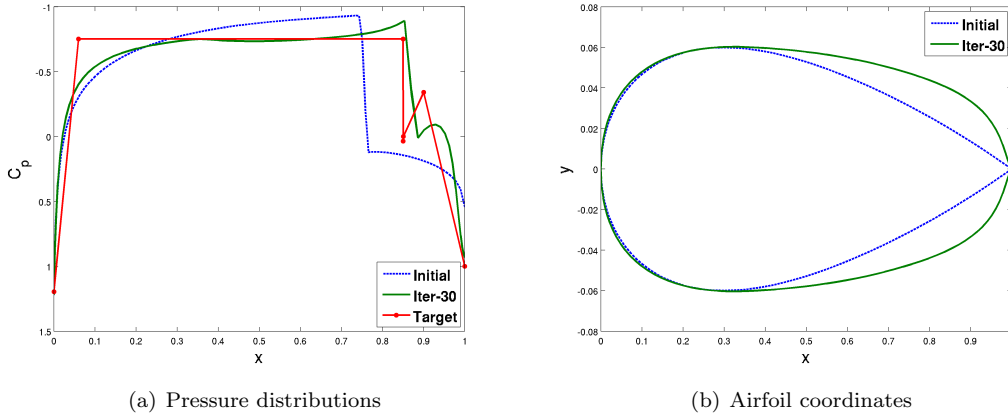 -1
-0.5
0
0.5
1
1.5
C_p
0 0.1 0.2 0.3 0.4 0.5 0.6 0.7 0.8 0.9 1
x
Initial
Iter-30
Target
(a) Pressure distributions
0.08
0.06
0.04
0.02
0
-0.02
-0.04
-0.06
-0.08
y
0 0.1 0.2 0.3 0.4 0.5 0.6 0.7 0.8 0.9
x
Initial
Iter-30
(b) Airfoil coordinates